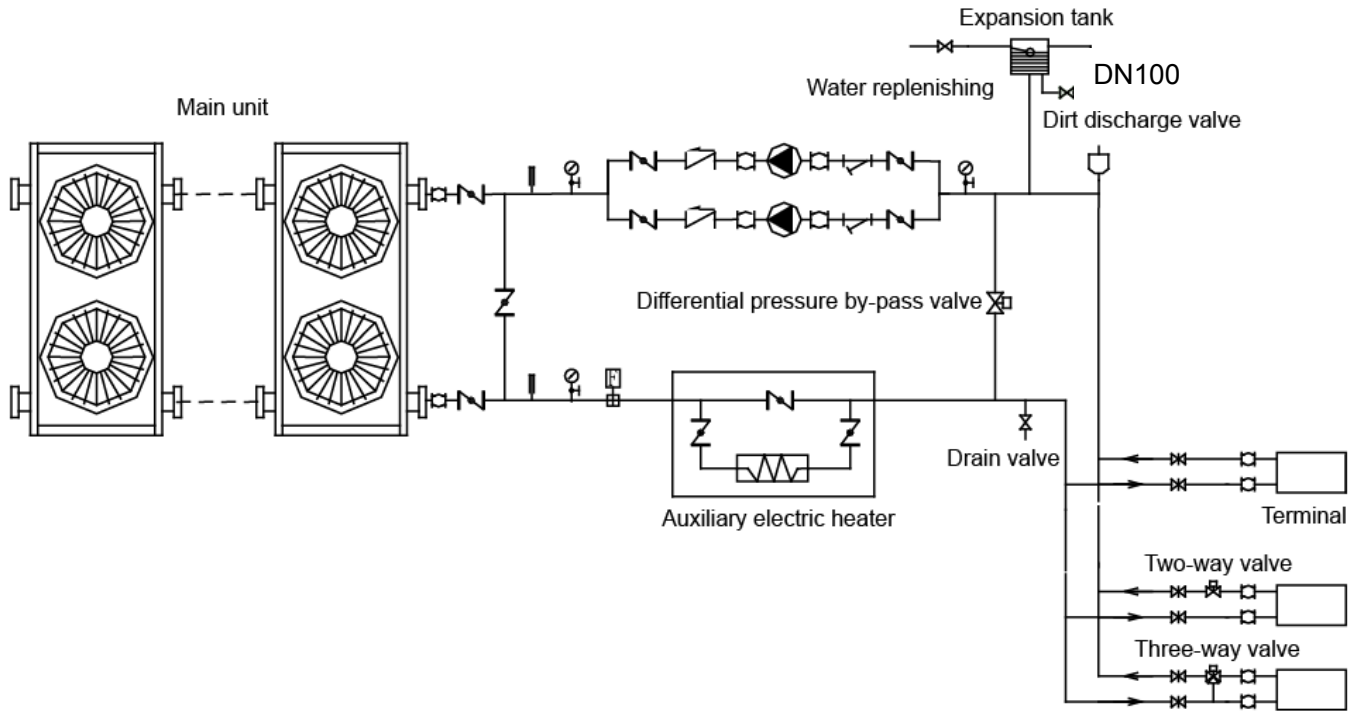 Expansion tank
DN100
Water replenishing
Main unit
Dirt discharge valve
Differential pressure by-pass valve
F
Drain valve
Auxiliary electric heater
Terminal
Two-way valve
Three-way valve